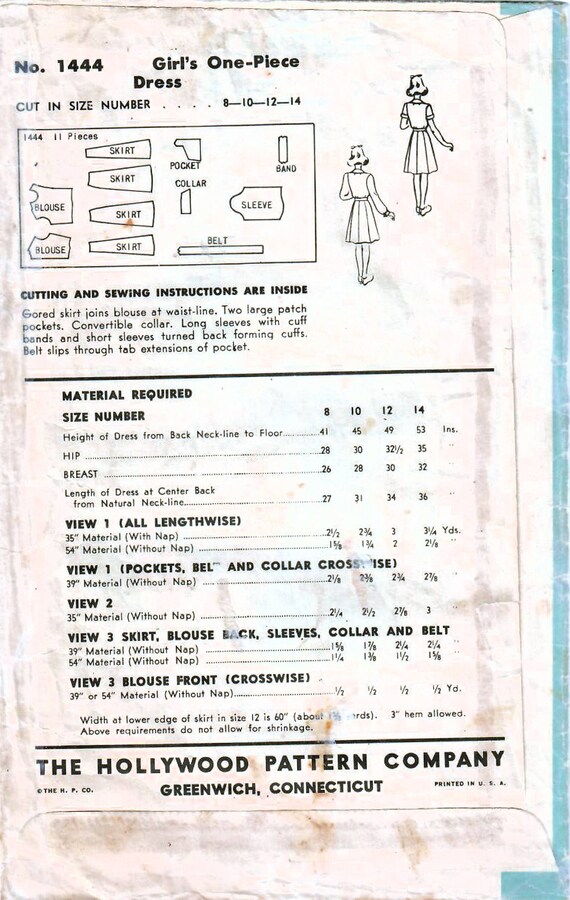 No. 1444 Girl's One-Piece
Dress
CUT IN SIZE NUMBER . . . . 8—10—12—14
1444 11 Pieces
SKIRT
POCKET
BAND
SKIRT
COLLAR
BLOUSE
SKIRT
SLEEVE
BLOUSE
SKIRT
BELT
CUTTING AND SEWING INSTRUCTIONS ARE INSIDE
Gored skirt joins blouse at waist-line. Two large patch
pockets. Convertible collar. Long sleeves with cuff
bands and short sleeves turned back forming cuffs.
Belt slips through tab extensions of pocket.
MATERIAL REQUIRED
SIZE NUMBER 8 10 12 14
Height of Dress from Back Neck-line to Floor 41 45 49 53 Ins.
HIP 28 30 32½ 35 "
BREAST 26 28 30 32 "
Length of Dress at Center Back
from Natural Neck-line 27 31 34 36 "
VIEW 1 (ALL LENGTHWISE)
35" Material (With Nap) 2½ 2¾ 3 3¼ Yds.
54" Material (Without Nap) 1⅝ 1¾ 2 2⅛ "
VIEW 1 (POCKETS, BELT AND COLLAR CROSSWISE)
39" Material (Without Nap) 2⅛ 2⅜ 2¾ 2⅞ "
VIEW 2
35" Material (Without Nap) 2¼ 2½ 2⅞ 3 "
VIEW 3 SKIRT, BLOUSE BACK, SLEEVES, COLLAR AND BELT
39" Material (Without Nap) 1⅝ 1⅞ 2¼ 2¼ "
54" Material (Without Nap) 1¼ 1⅜ 1½ 1⅝ "
VIEW 3 BLOUSE FRONT (CROSSWISE)
39" or 54" Material (Without Nap) ½ ½ ½ ½ Yd.
Width at lower edge of skirt in size 12 is 60" (about yards). 3" hem allowed.
Above requirements do not allow for shrinkage.
THE HOLLYWOOD PATTERN COMPANY
© THE H. P. CO. GREENWICH, CONNECTICUT PRINTED IN U. S. A.